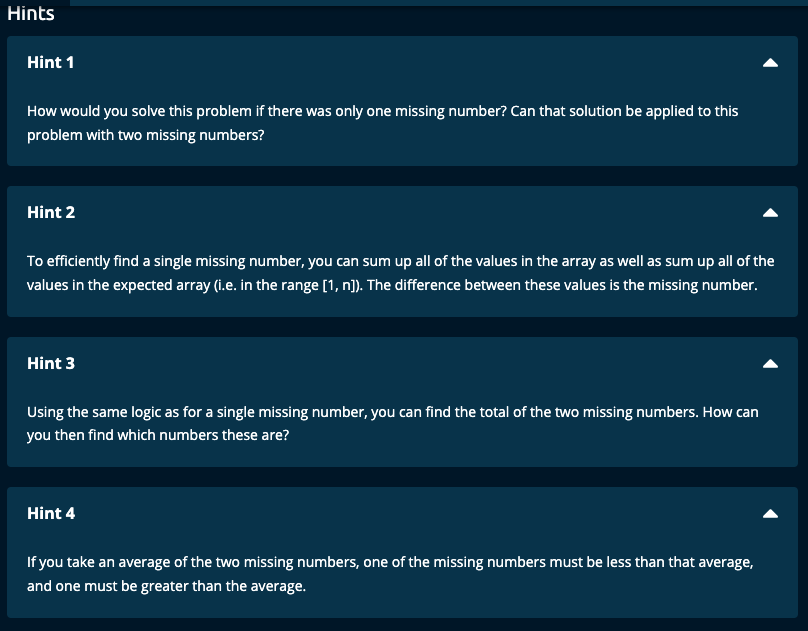 Hints
Hint 1
How would you solve this problem if there was only one missing number? Can that solution be applied to this
problem with two missing numbers?
Hint 2
To efficiently find a single missing number, you can sum up all of the values in the array as well as sum up all of the
values in the expected array (i.e. in the range [1, n]). The difference between these values is the missing number.
Hint 3
Using the same logic as for a single missing number, you can find the total of the two missing numbers. How can
you then find which numbers these are?
Hint 4
If you take an average of the two missing numbers, one of the missing numbers must be less than that average,
and one must be greater than the average.